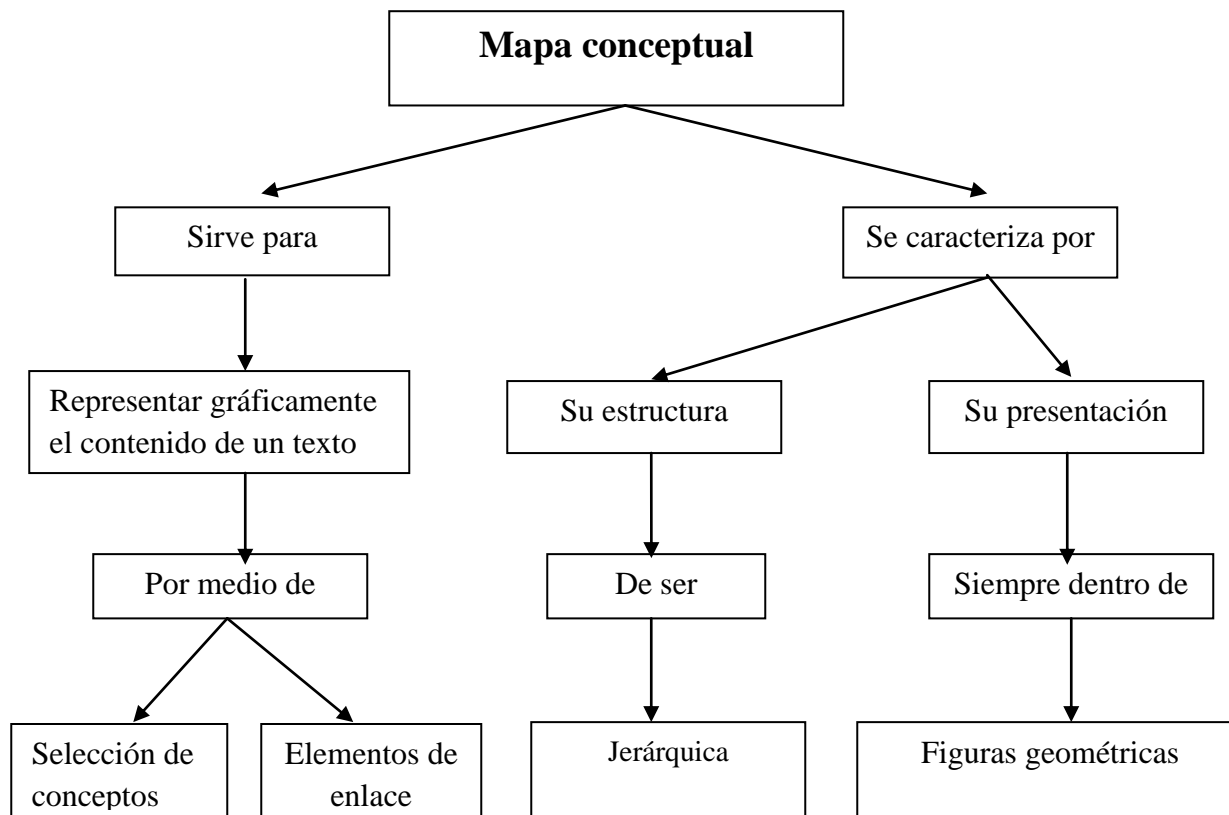 Mapa conceptual
Sirve para
Se caracteriza por
Representar gráficamente
el contenido de un texto
Su estructura
Su presentación
Por medio de
De ser
Siempre dentro de
Selección de
conceptos
Elementos de
enlace
Jerárquica
Figuras geométricas